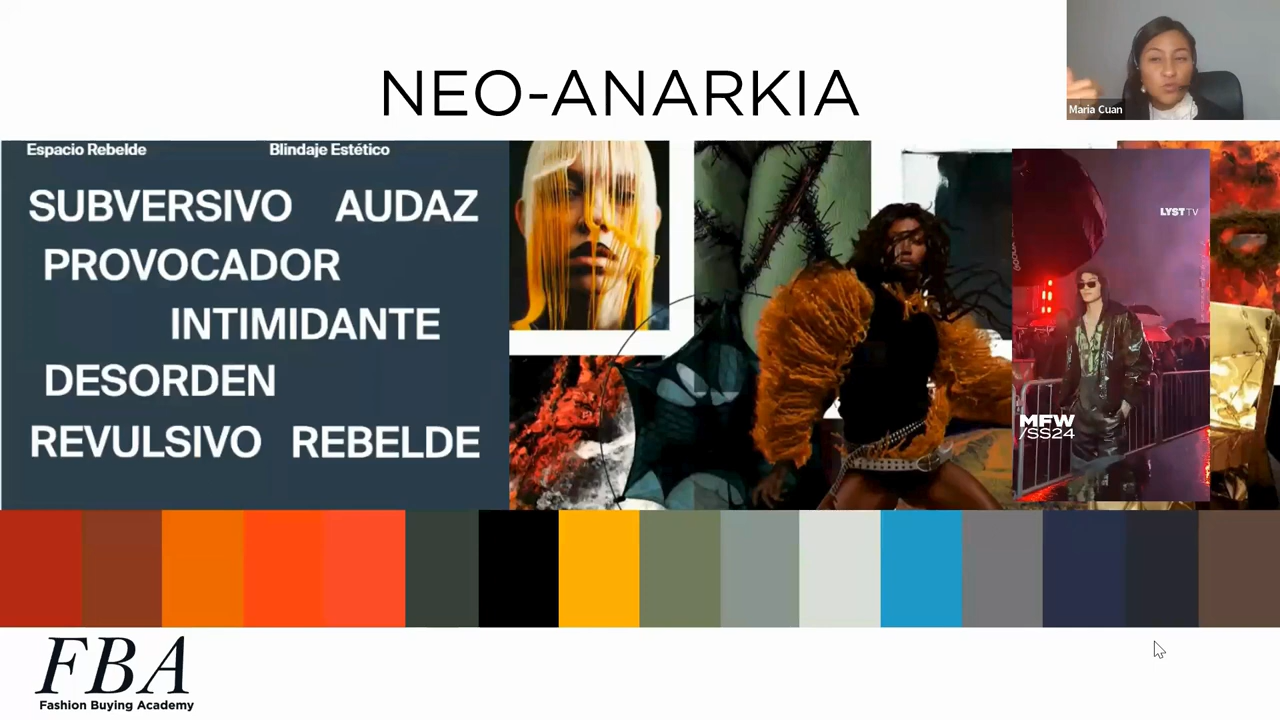 NEO-ANARKIA
Maria Cuan
Espacio Rebelde
Blindaje Estético
SUBVERSIVO AUDAZ
PROVOCADOR
INTIMIDANTE
DESORDEN
REVULSIVO REBELDE
LYST TV
MFW
/SS24
FBA
Fashion Buying Academy